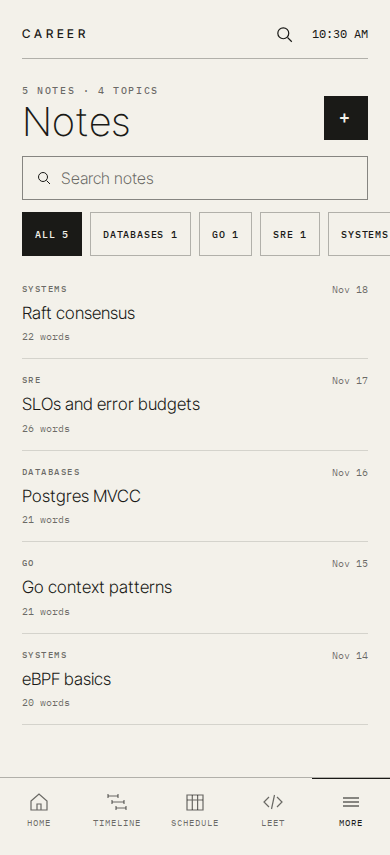 CAREER 10:30 AM
5 NOTES · 4 TOPICS
Notes
+
Search notes
ALL 5 DATABASES 1 GO 1 SRE 1 SYSTEMS
SYSTEMS Nov 18
Raft consensus
22 words
SRE Nov 17
SLOs and error budgets
26 words
DATABASES Nov 16
Postgres MVCC
21 words
GO Nov 15
Go context patterns
21 words
SYSTEMS Nov 14
eBPF basics
20 words
HOME TIMELINE SCHEDULE LEET MORE